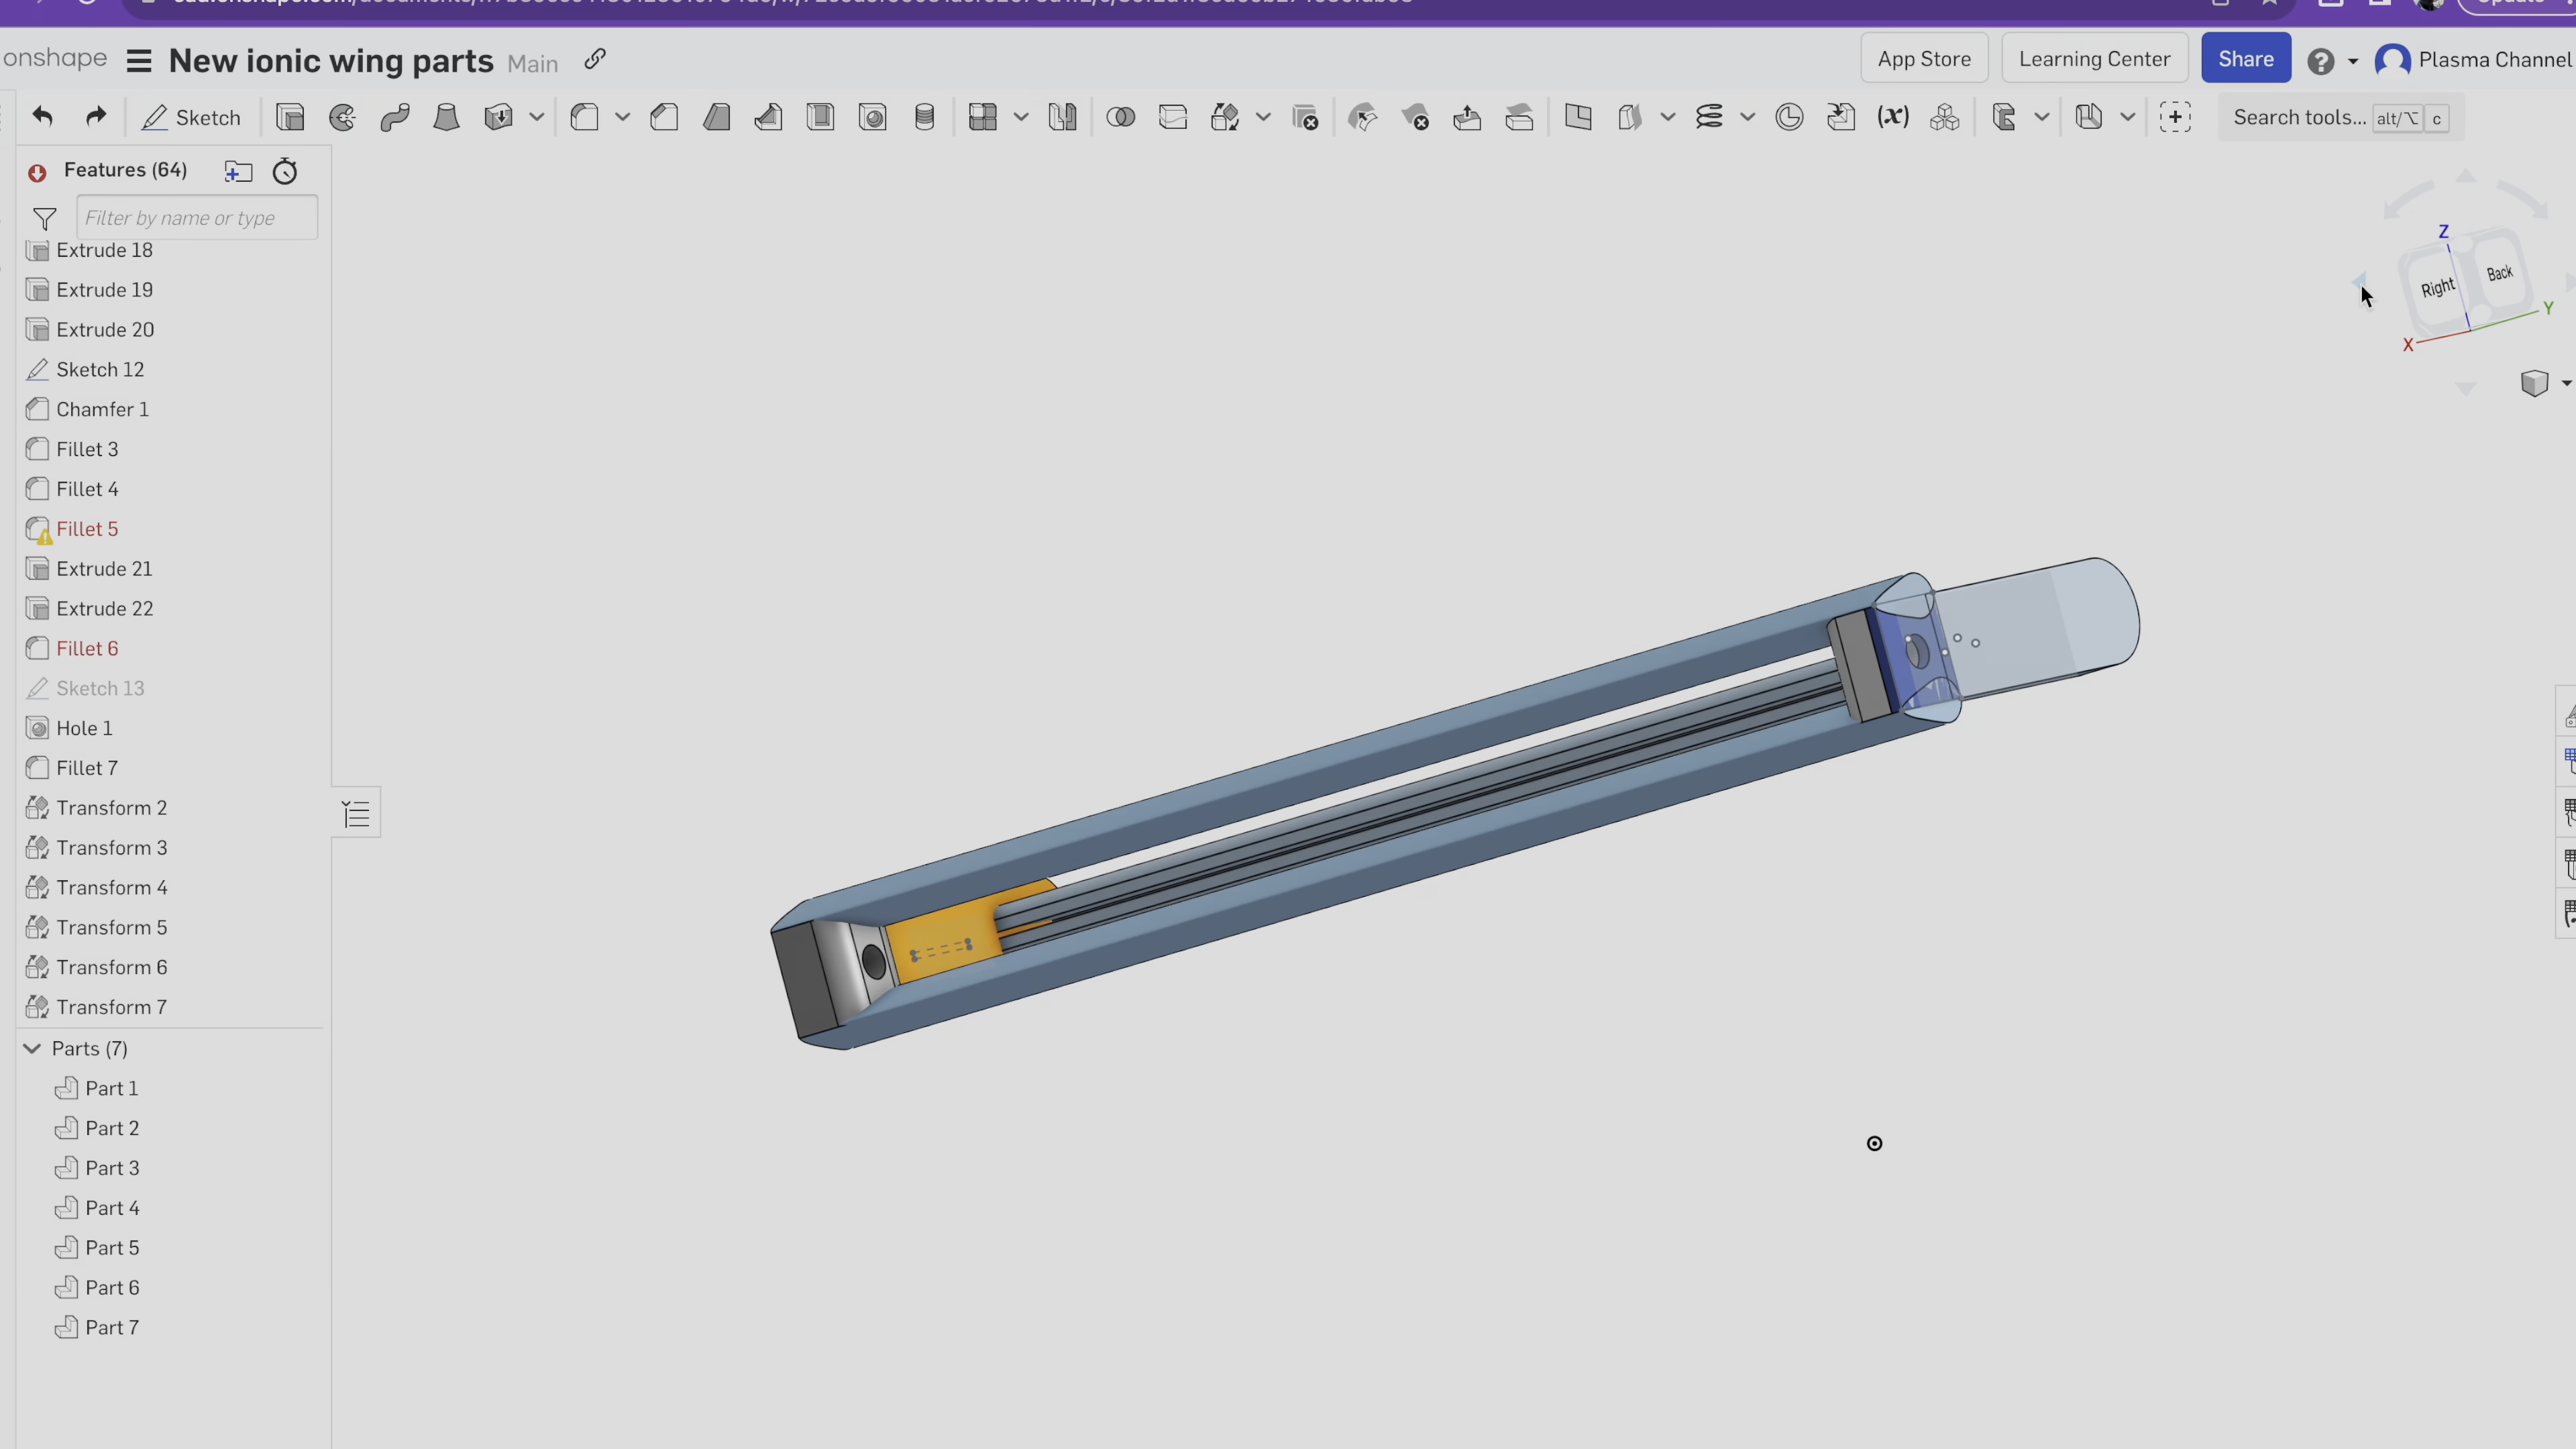 onshape New ionic wing parts Main App Store Learning Center Share Plasma Channel
Sketch (x) Search tools... alt/⌥ c
Features (64)
Filter by name or type
Extrude 18
Extrude 19
Extrude 20
Sketch 12
Chamfer 1
Fillet 3
Fillet 4
Fillet 5
Extrude 21
Extrude 22
Fillet 6
Sketch 13
Hole 1
Fillet 7
Transform 2
Transform 3
Transform 4
Transform 5
Transform 6
Transform 7
Parts (7)
Part 1
Part 2
Part 3
Part 4
Part 5
Part 6
Part 7
Z
Right Back
Y
X